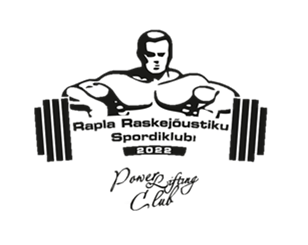 Rapla Raskejõustiku
Spordiklubi
2022
Power Lifting
Club